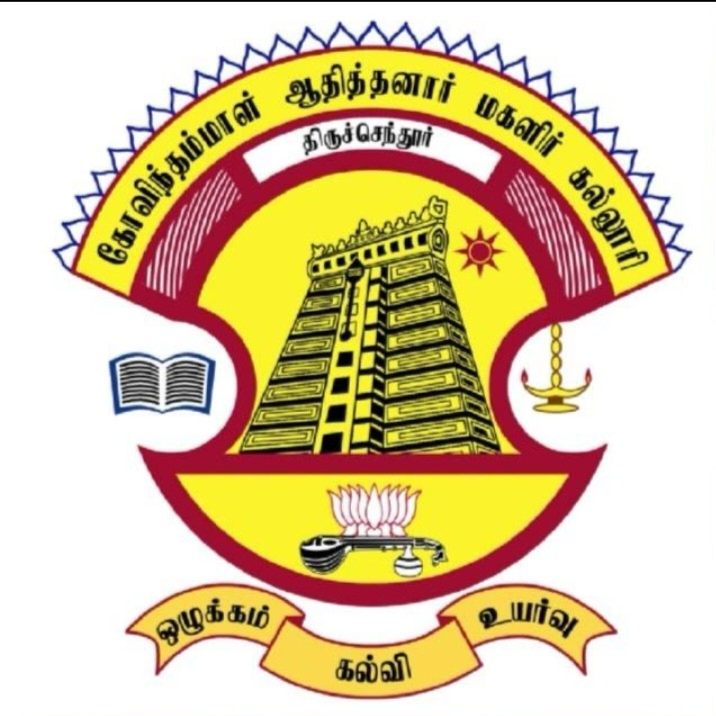 கோவிந்தம்மாள் ஆதித்தனார் மகளிர் கல்லூரி
திருச்செந்தூர்
ஒழுக்கம்
கல்வி
உயர்வு